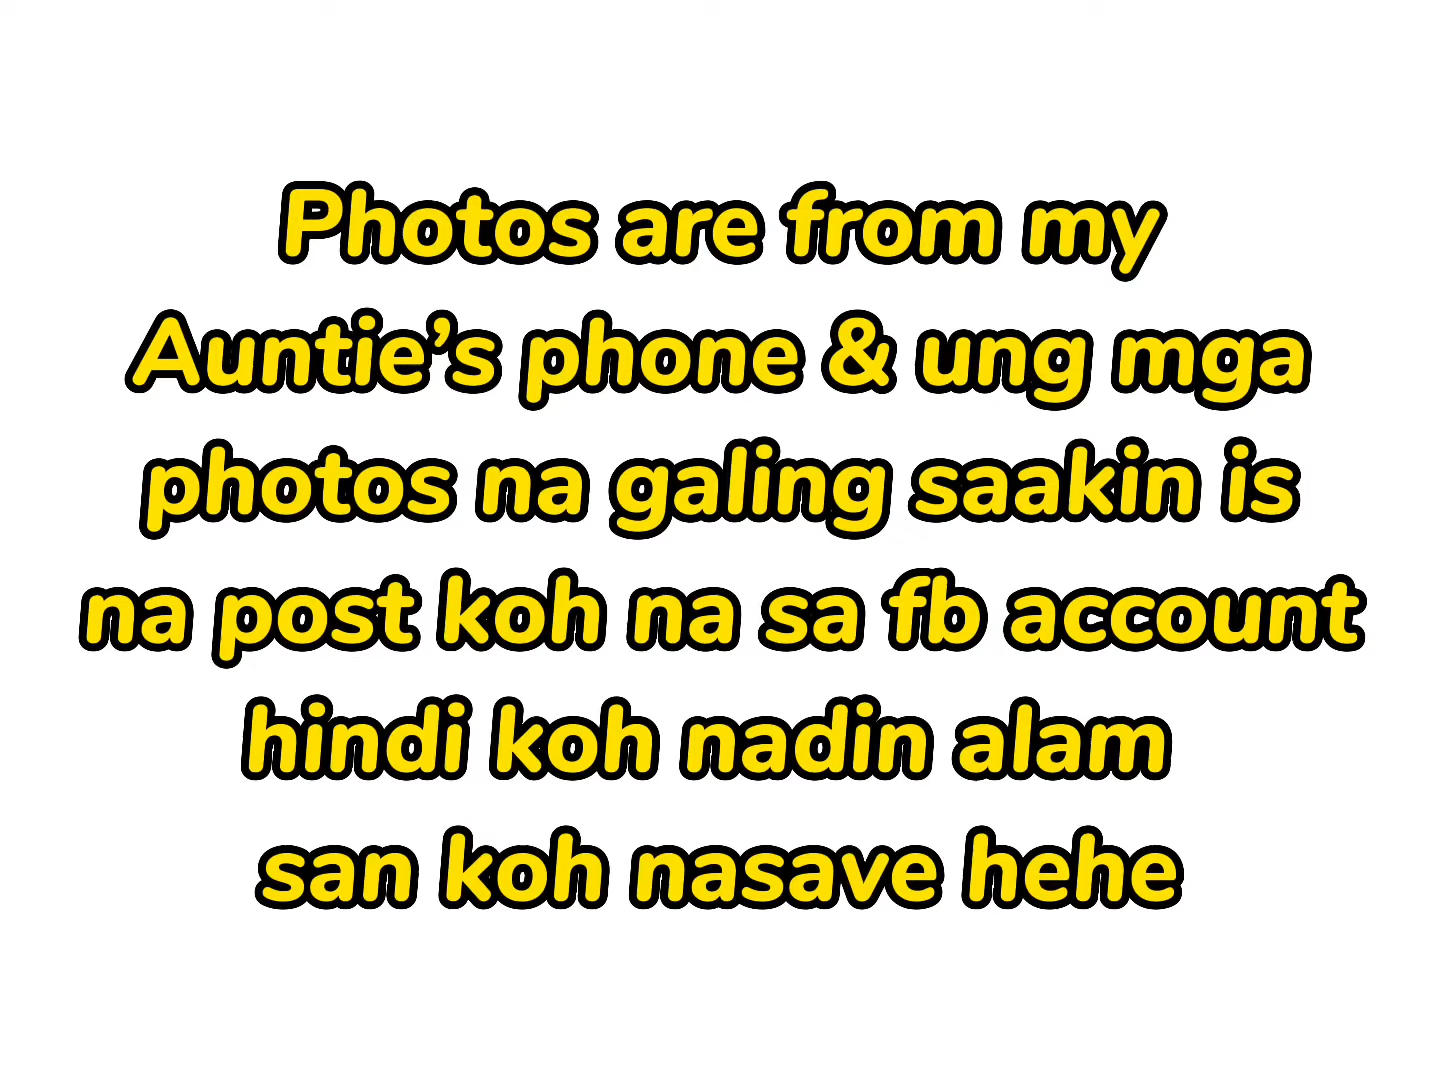 Photos are from my
Auntie’s phone & ung mga
photos na galing saakin is
na post koh na sa fb account
hindi koh nadin alam
san koh nasave hehe